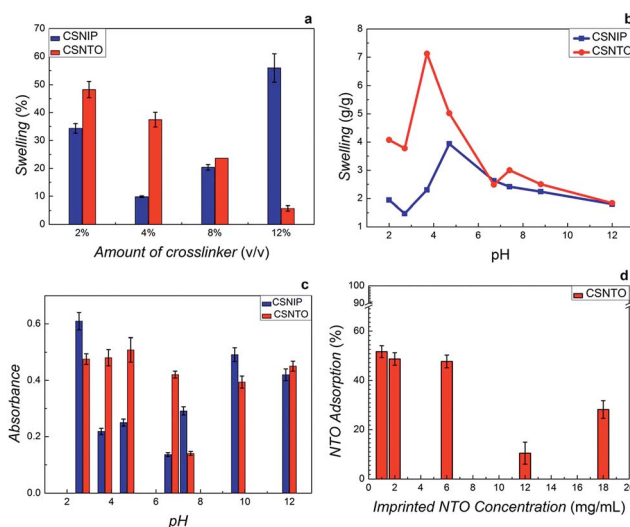 a
CSNIP
CSNTO
Swelling (%)
70
60
50
40
30
20
10
0
2% 4% 8% 12%
Amount of crosslinker (v/v)
b
CSNIP
CSNTO
Swelling (g/g)
8
7
6
5
4
3
2
1
2 4 6 8 10 12
pH
c
CSNIP
CSNTO
Absorbance
0.6
0.4
0.2
0.0
2 4 6 8 10 12
pH
d
CSNTO
NTO Adsorption (%)
100
90
60
40
20
0
0 2 4 6 8 10 12 14 16 18 20
Imprinted NTO Concentration (mg/mL)